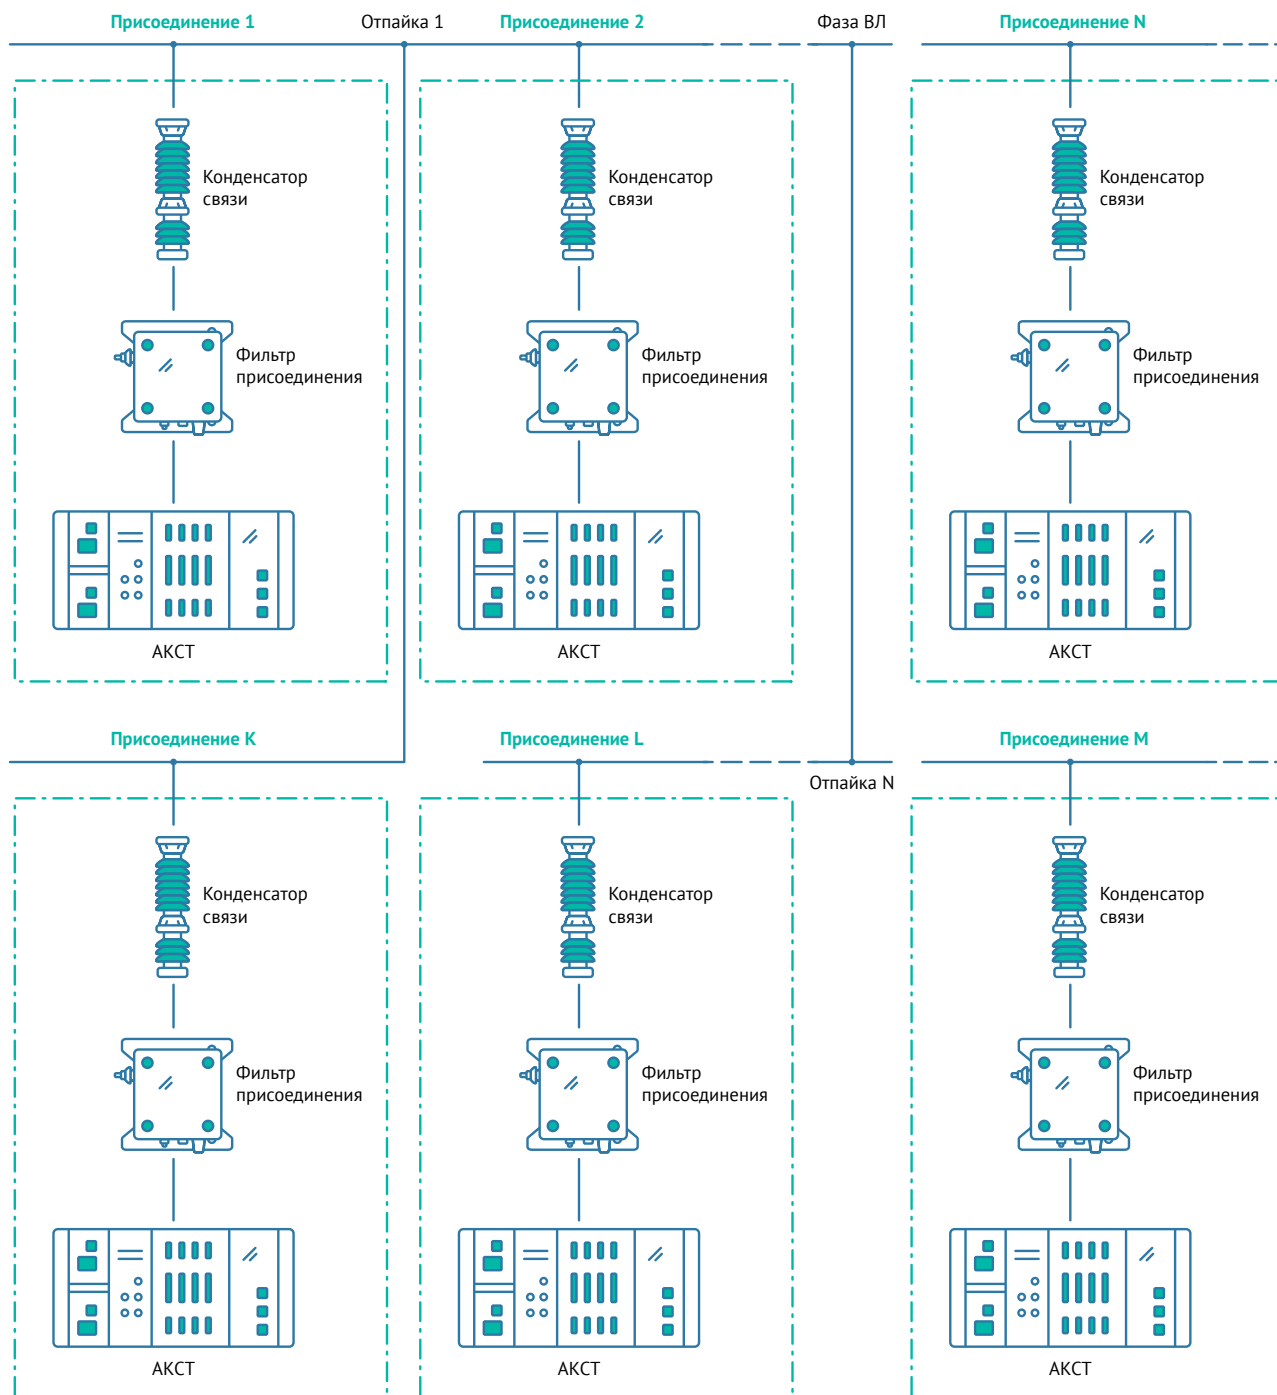 Присоединение 1
Отпайка 1
Присоединение 2
Фаза ВЛ
Присоединение N
Конденсатор
связи
Конденсатор
связи
Конденсатор
связи
Фильтр
присоединения
Фильтр
присоединения
Фильтр
присоединения
АКСТ
АКСТ
АКСТ
Присоединение K
Присоединение L
Присоединение M
Отпайка N
Конденсатор
связи
Конденсатор
связи
Конденсатор
связи
Фильтр
присоединения
Фильтр
присоединения
Фильтр
присоединения
АКСТ
АКСТ
АКСТ